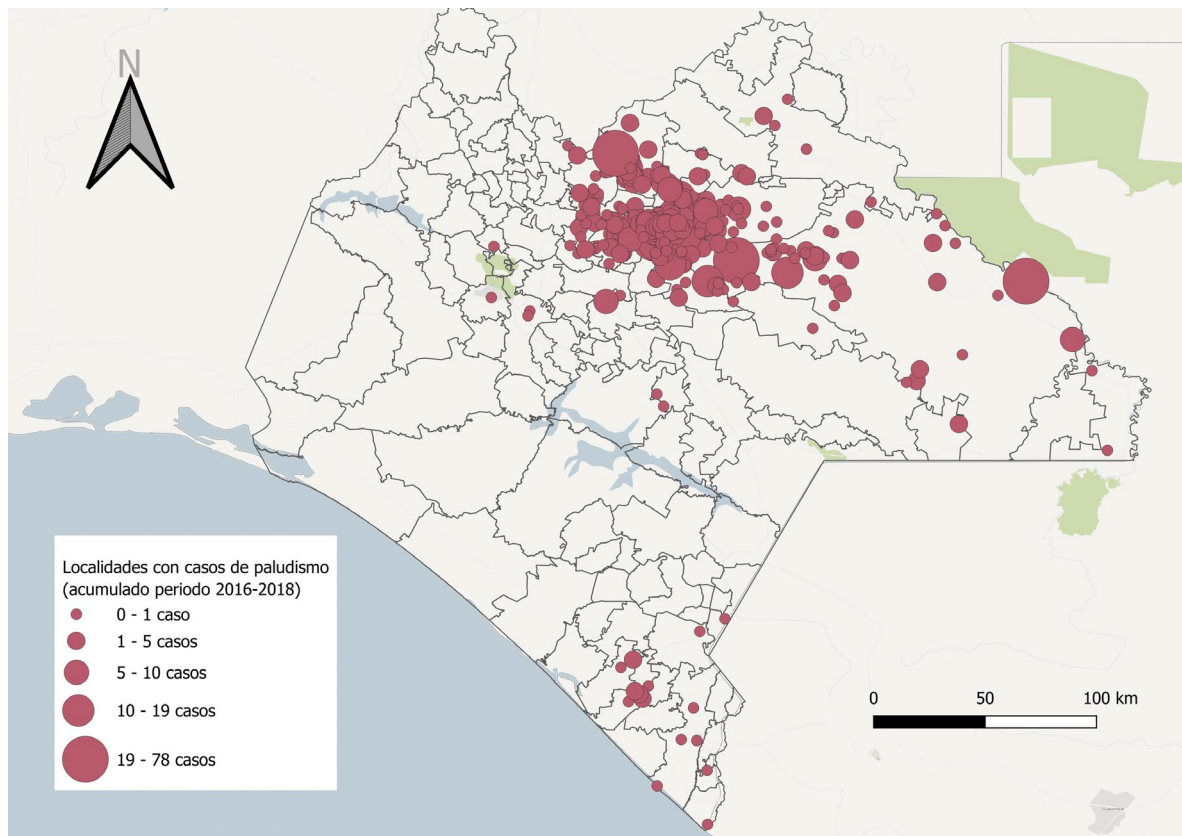 N
Localidades con casos de paludismo
(acumulado periodo 2016-2018)
0 - 1 caso
1 - 5 casos
5 - 10 casos
10 - 19 casos
19 - 78 casos
0 50 100 km